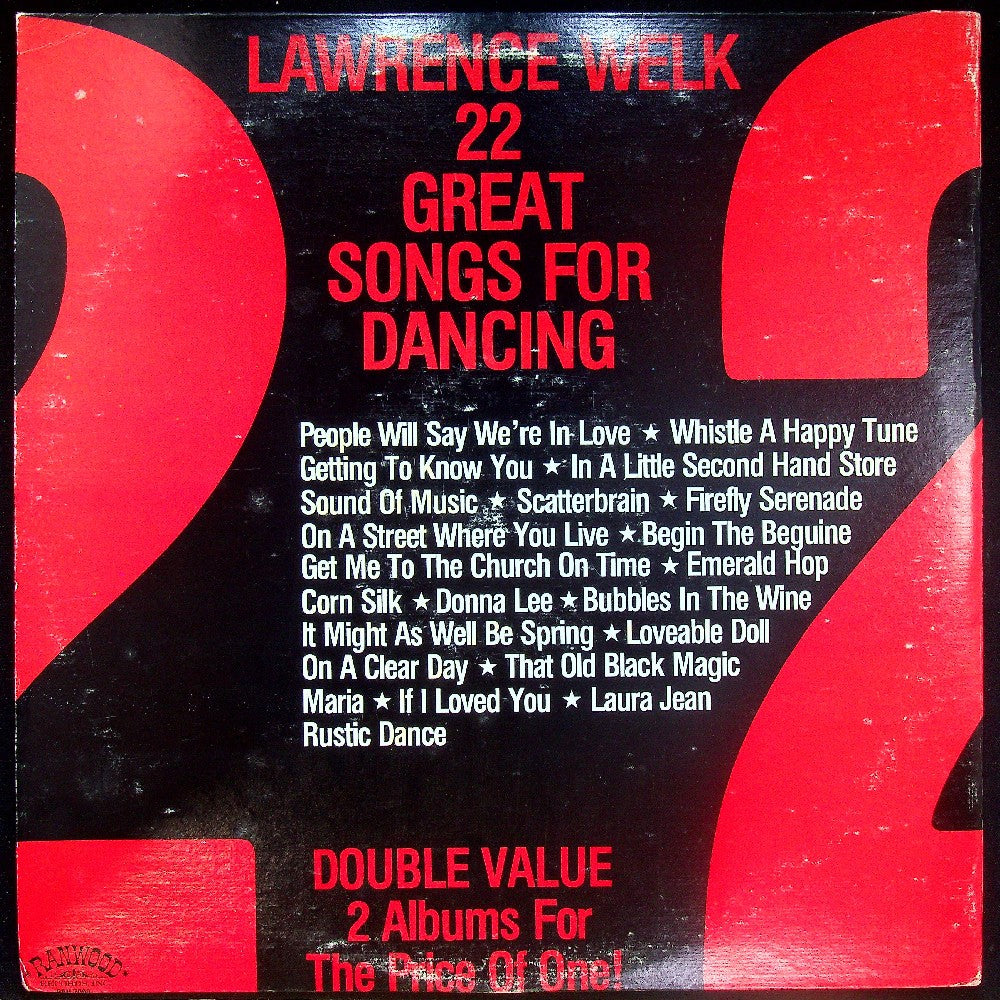 LAWRENCE WELK
22
GREAT
SONGS FOR
DANCING
People Will Say We're In Love ★ Whistle A Happy Tune
Getting To Know You ★ In A Little Second Hand Store
Sound Of Music ★ Scatterbrain ★ Firefly Serenade
On A Street Where You Live ★ Begin The Beguine
Get Me To The Church On Time ★ Emerald Hop
Corn Silk ★ Donna Lee ★ Bubbles In The Wine
It Might As Well Be Spring ★ Loveable Doll
On A Clear Day ★ That Old Black Magic
Maria ★ If I Loved You ★ Laura Jean
Rustic Dance
DOUBLE VALUE
2 Albums For
The Price Of One!
RANWOOD
22